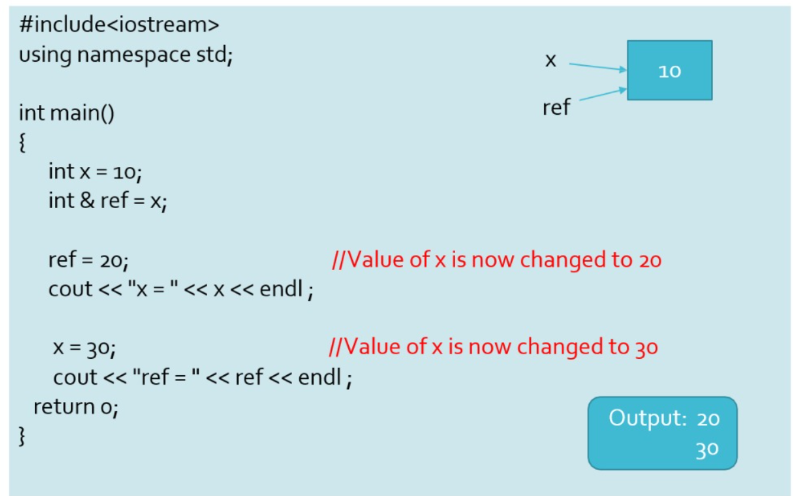 #include<iostream>
using namespace std;
x
10
ref
int main()
{
int x = 10;
int & ref = x;
ref = 20; //Value of x is now changed to 20
cout << "x = " << x << endl ;
x = 30; //Value of x is now changed to 30
cout << "ref = " << ref << endl ;
return 0;
}
Output: 20
30